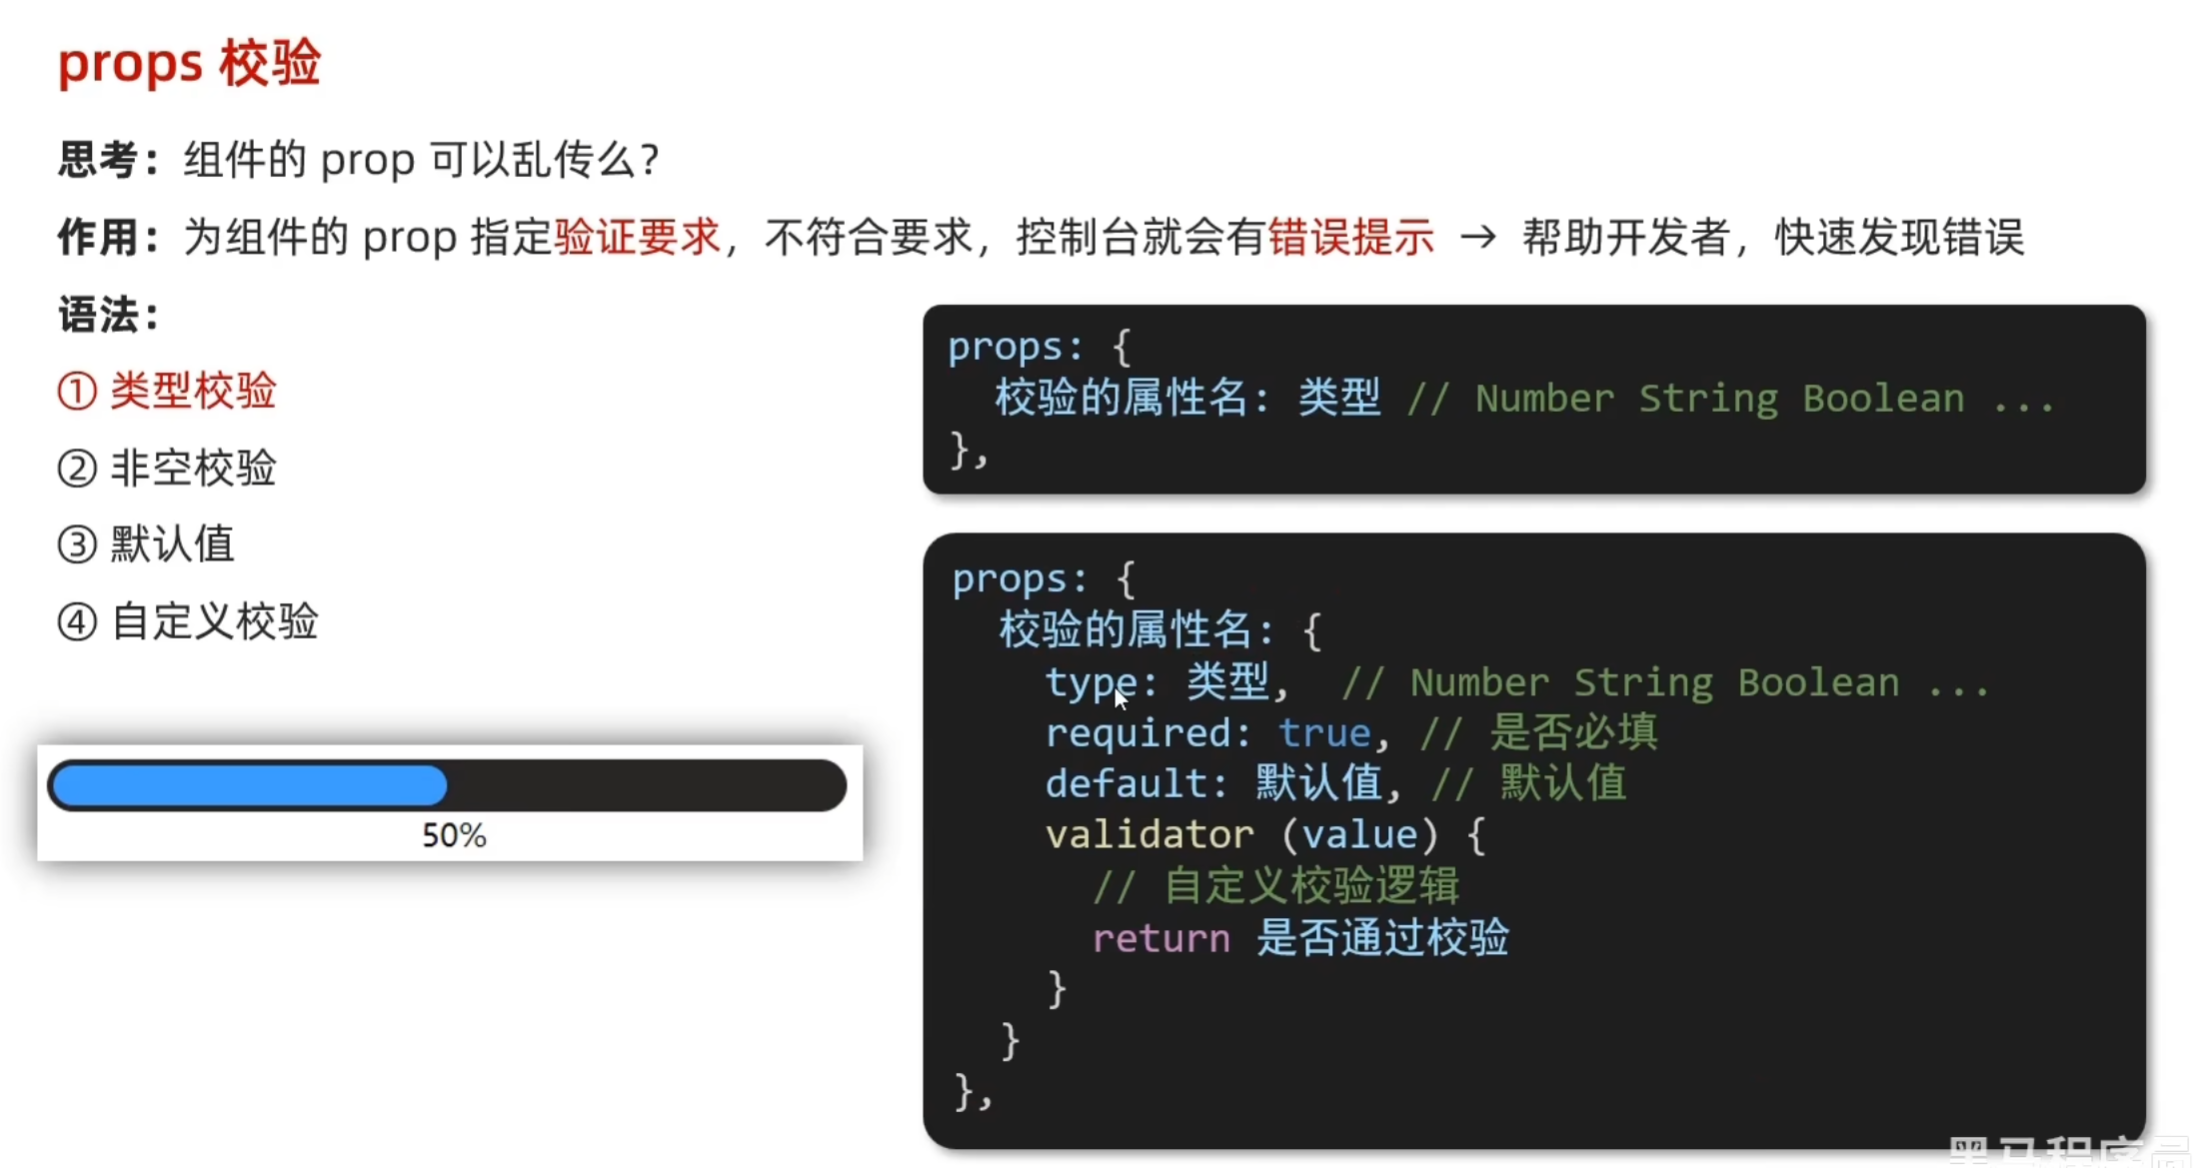 props 校验
思考：组件的 prop 可以乱传么？
作用：为组件的 prop 指定验证要求，不符合要求，控制台就会有错误提示 → 帮助开发者，快速发现错误
语法：
① 类型校验
② 非空校验
③ 默认值
④ 自定义校验
50%
props: {
校验的属性名: 类型 // Number String Boolean ...
},
props: {
校验的属性名: {
type: 类型, // Number String Boolean ...
required: true, // 是否必填
default: 默认值, // 默认值
validator (value) {
// 自定义校验逻辑
return 是否通过校验
}
}
},
黑马程序员